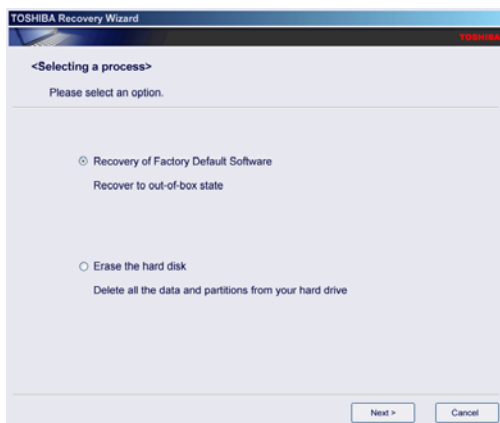 TOSHIBA Recovery Wizard
TOSHIBA
<Selecting a process>
Please select an option.
Recovery of Factory Default Software
Recover to out-of-box state
Erase the hard disk
Delete all the data and partitions from your hard drive
Next >
Cancel